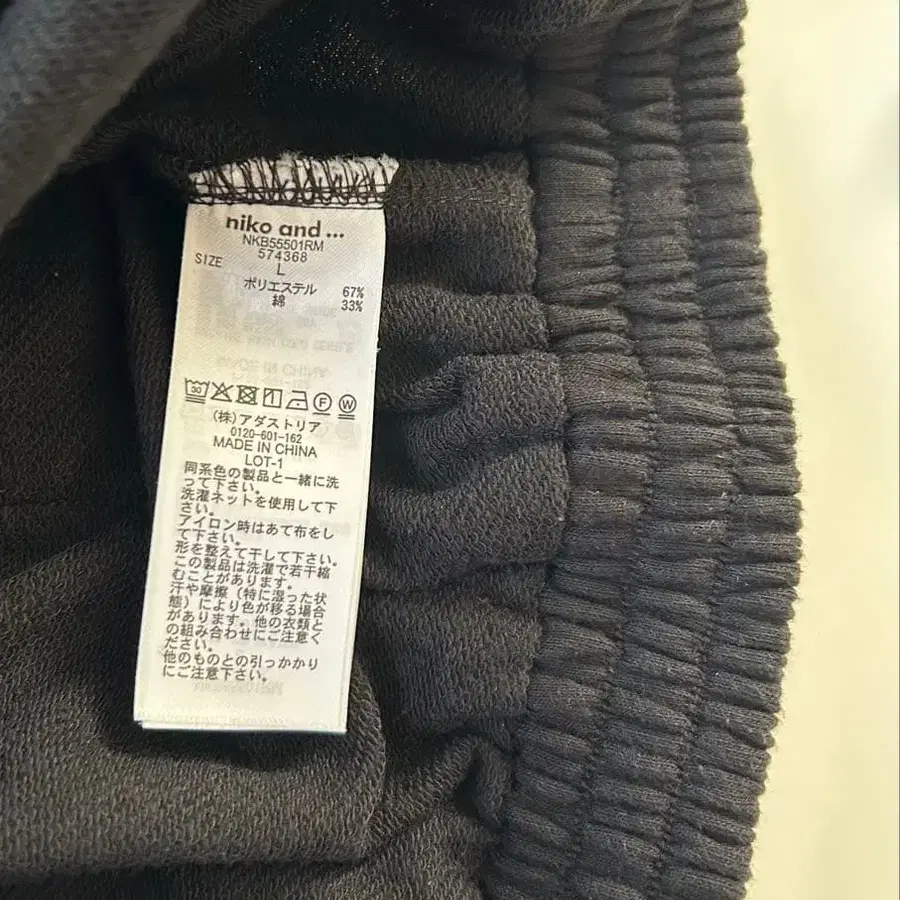 niko and ...
NKB55501RM
574368
SIZE L
ポリエステル 67%
綿 33%
30
F W
(株)アダストリア
0120-601-162
MADE IN CHINA
LOT-1
同系色の製品と一緒に洗
って下さい。
洗濯ネットを使用して下
さい。
アイロン時はあて布をし
て下さい。
形を整えて干して下さい。
この製品は洗濯で若干縮
むことがあります。
汗や摩擦(特に湿った状
態)により色が移る場合
があります。他の衣類と
の組み合わせにご注意く
ださい。
他のものとの引っかかり
にご注意下さい。